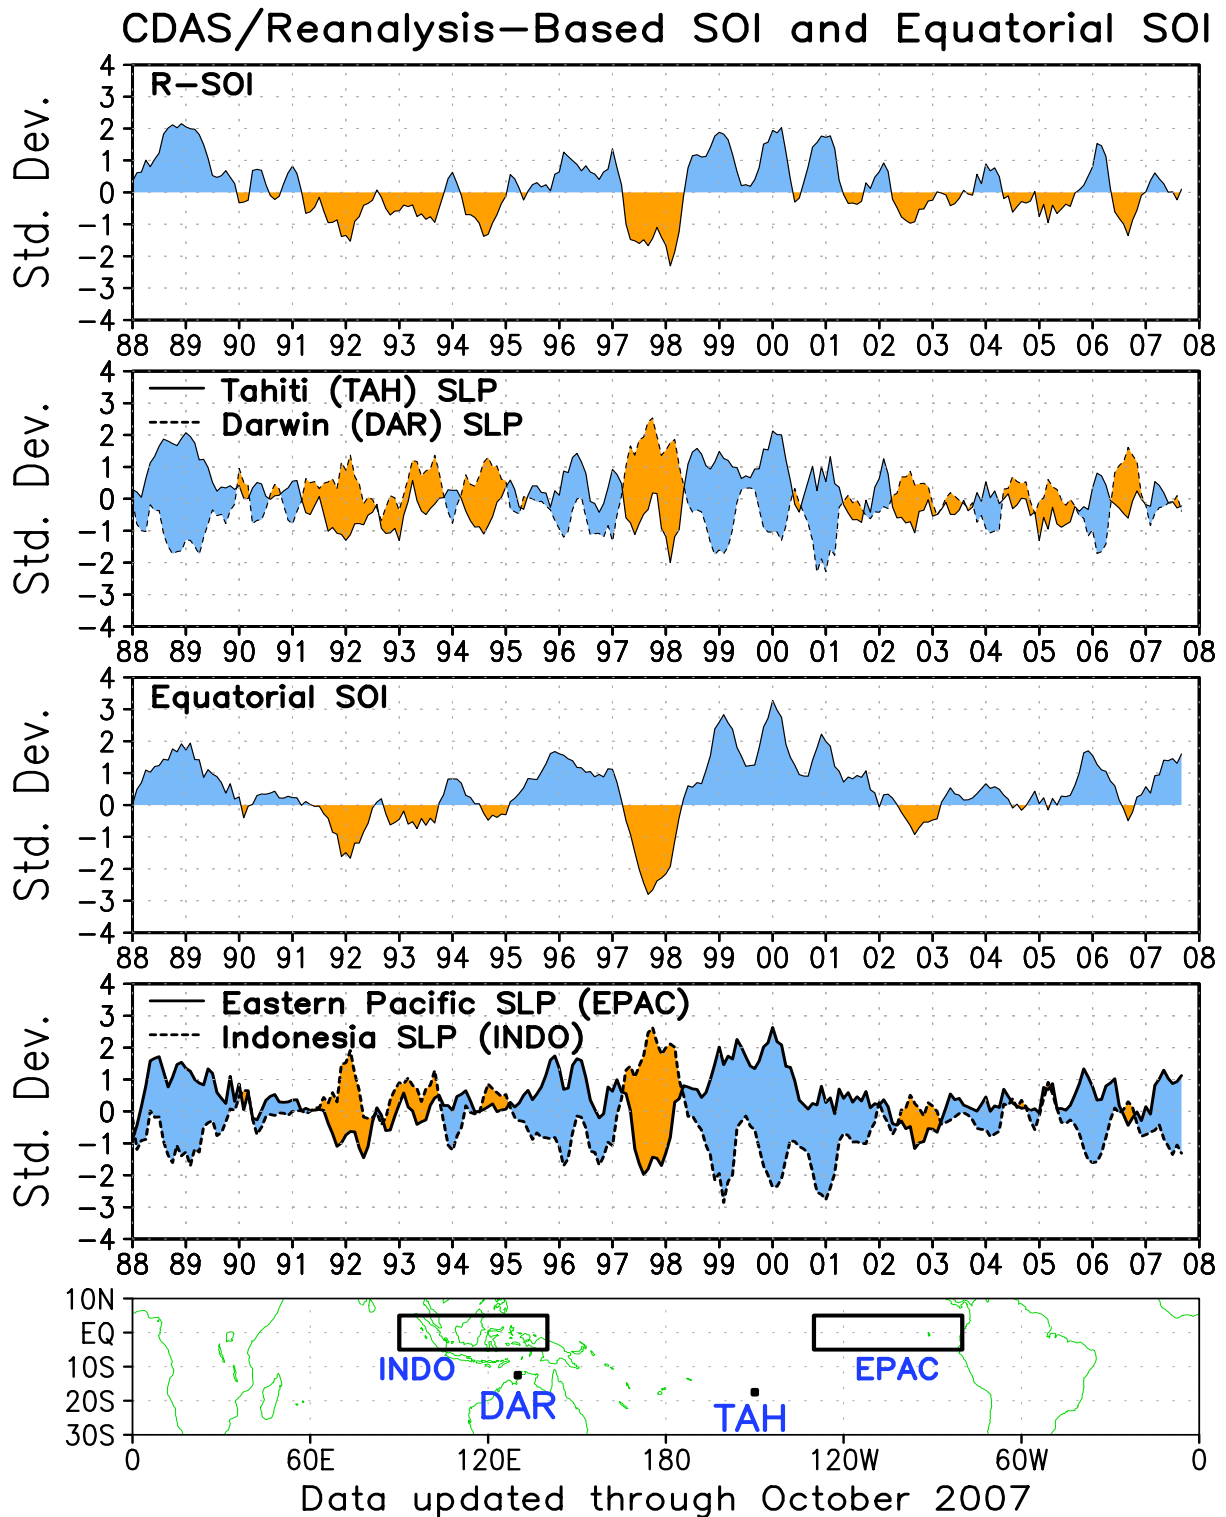 CDAS/Reanalysis-Based SOI and Equatorial SOI
4
R-SOI
3
2
1
0
-1
-2
-3
-4
Std. Dev.
88 89 90 91 92 93 94 95 96 97 98 99 00 01 02 03 04 05 06 07 08
4
Tahiti (TAH) SLP
3
Darwin (DAR) SLP
2
1
0
-1
-2
-3
-4
Std. Dev.
88 89 90 91 92 93 94 95 96 97 98 99 00 01 02 03 04 05 06 07 08
4
Equatorial SOI
3
2
1
0
-1
-2
-3
-4
Std. Dev.
88 89 90 91 92 93 94 95 96 97 98 99 00 01 02 03 04 05 06 07 08
4
Eastern Pacific SLP (EPAC)
3
Indonesia SLP (INDO)
2
1
0
-1
-2
-3
-4
Std. Dev.
88 89 90 91 92 93 94 95 96 97 98 99 00 01 02 03 04 05 06 07 08
10N
EQ
10S
INDO EPAC
20S
DAR TAH
30S
0 60E 120E 180 120W 60W 0
Data updated through October 2007